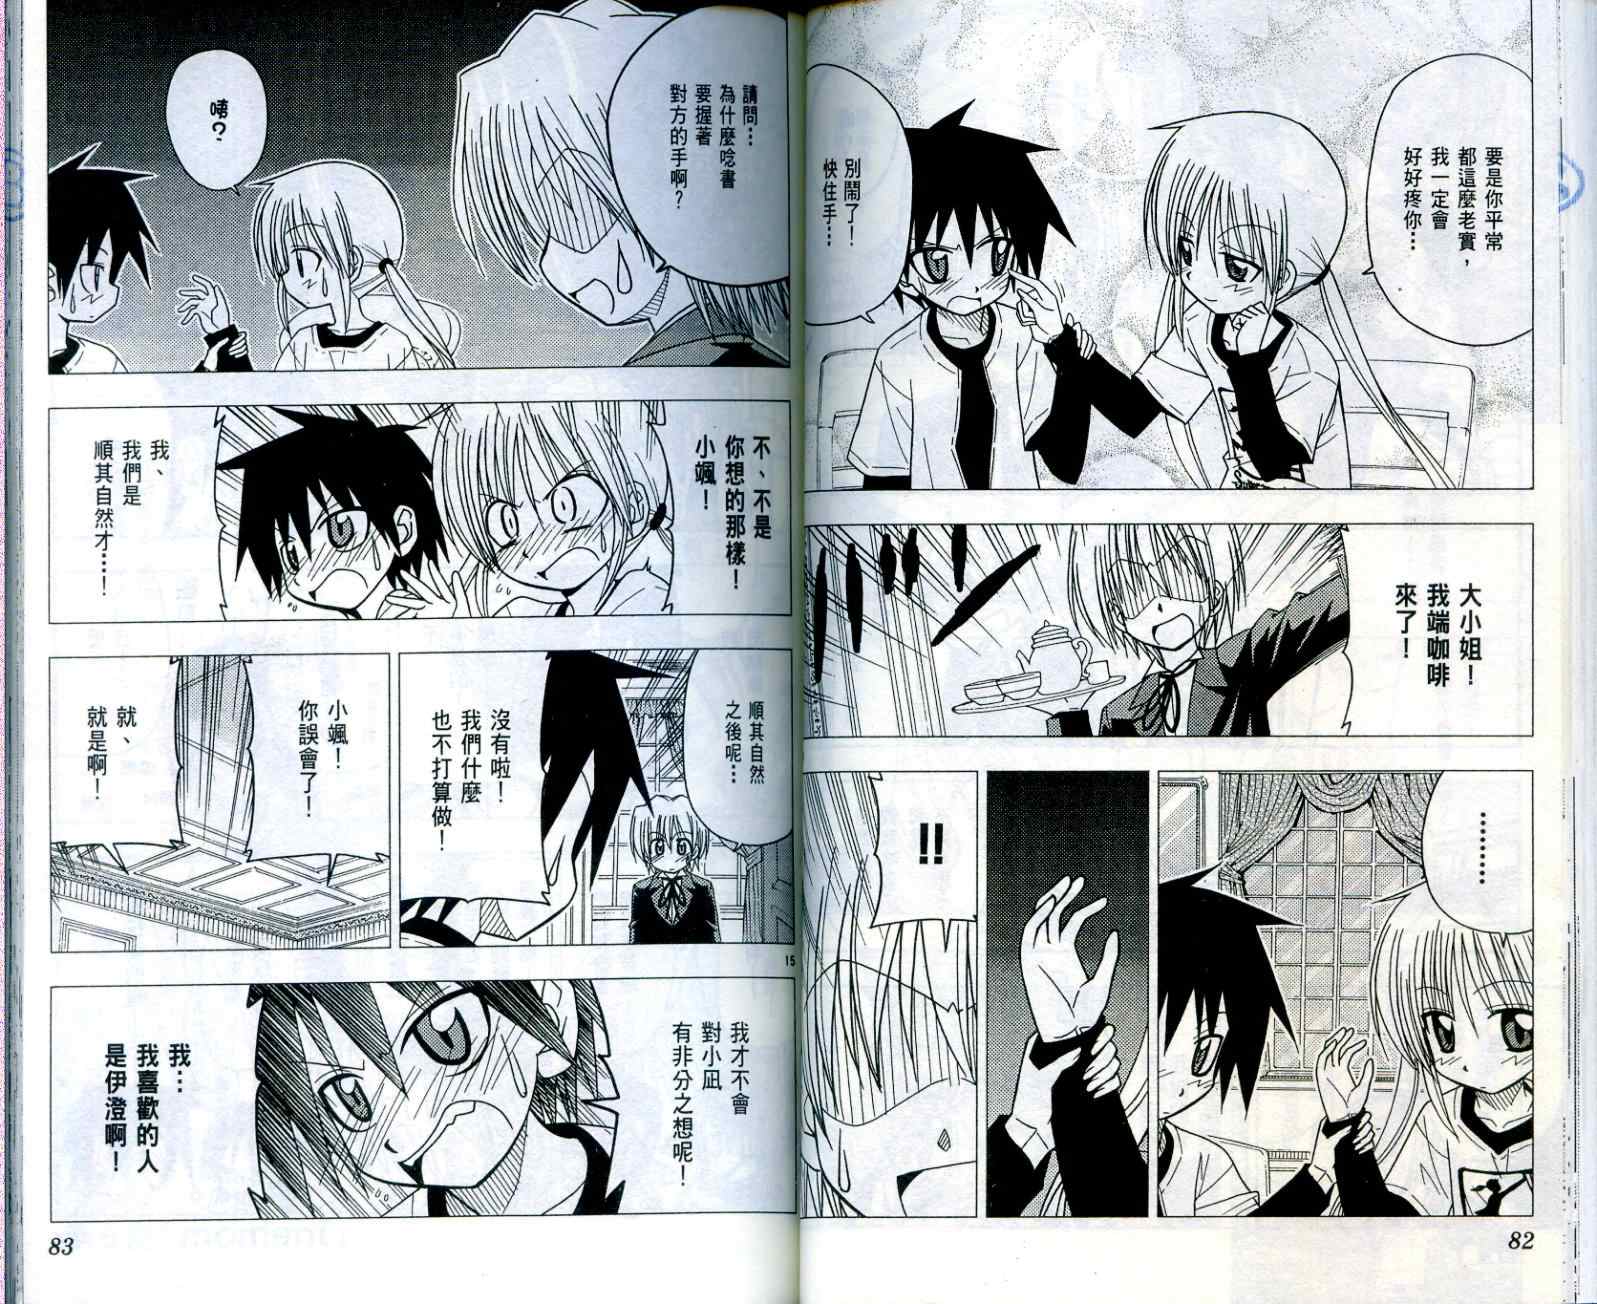 要是你平常
都這麼老實，
我一定會
好好疼你…
別鬧了！
快住手…
大小姐！
我端咖啡
來了！
………
!!
82
請問…
為什麼唸書
要握著
對方的手啊？
咦？
不、不是
你想的那樣！
小颯！
我、
我們是
順其自然才……！
順其自然
之後呢…
沒有啦！
我們什麼
也不打算做！
小颯！
你誤會了！
就、
就是啊！
15
我才不會
對小凪
有非分之想呢！
我…
我喜歡的人
是伊澄啊！
83